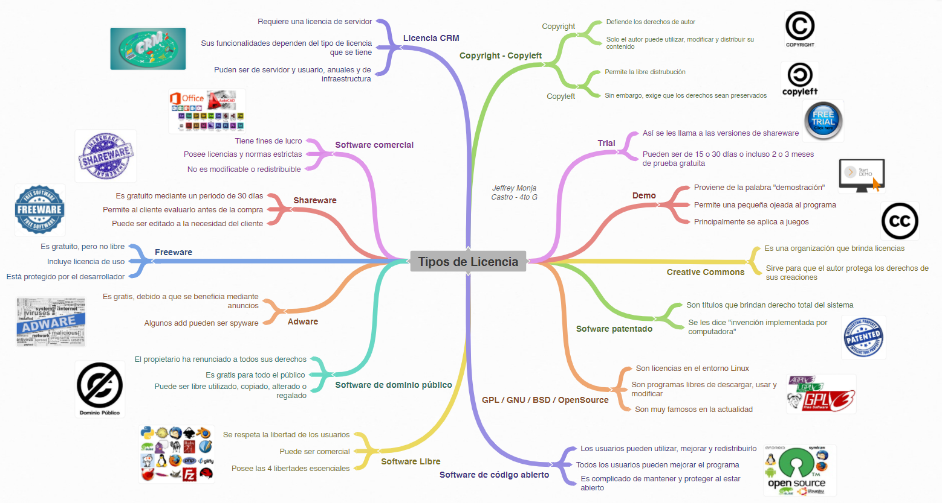 Requiere una licencia de servidor
Sus funcionalidades dependen del tipo de licencia
que se tiene
Puden ser de servidor y usuario, anuales y de
infraestructura
Licencia CRM
CRM
Office
Tiene fines de lucro
Posee licencias y normas estrictas
No es modificable o redistribuible
Software comercial
SHAREWARE
Es gratuito mediante un periodo de 30 días
Permite al cliente evaluarlo antes de la compra
Puede ser editado a la necesidad del cliente
Shareware
FREEWARE
Es gratuito, pero no libre
Incluye licencia de uso
Está protegido por el desarrollador
Freeware
ADWARE
Es gratis, debido a que se beneficia mediante
anuncios
Algunos add pueden ser spyware
Adware
Dominio Público
El propietario ha renunciado a todos sus derechos
Es gratis para todo el público
Puede ser libre utilizado, copiado, alterado o
regalado
Software de dominio público
Se respeta la libertad de los usuarios
Puede ser comercial
Posee las 4 libertades escenciales
Software Libre
Tipos de Licencia
Jeffrey Monja
Castro - 4to G
Copyright - Copyleft
Copyright
Defiende los derechos de autor
Solo el autor puede utilizar, modificar y distribuir su
contenido
COPYRIGHT
Copyleft
Permite la libre distrubución
Sin embargo, exige que los derechos sean preservados
copyleft
Trial
Así se les llama a las versiones de shareware
Pueden ser de 15 o 30 días o incluso 2 o 3 meses
de prueba gratuita
FREE
TRIAL
Demo
Proviene de la palabra "demostración"
Permite una pequeña ojeada al programa
Principalmente se aplica a juegos
cc
Creative Commons
Es una organización que brinda licencias
Sirve para que el autor protega los derechos de
sus creaciones
Sofware patentado
Son títulos que brindan derecho total del sistema
Se les dice "invención implementada por
computadora"
PATENTED
GPL / GNU / BSD / OpenSource
Son licencias en el entorno Linux
Son programas libres de descargar, usar y
modificar
Son muy famosos en la actualidad
GPLv3
Software de código abierto
Los usuarios pueden utilizar, mejorar y redistribuirlo
Todos los usuarios pueden mejorar el programa
Es complicado de mantener y proteger al estar
abierto
open source